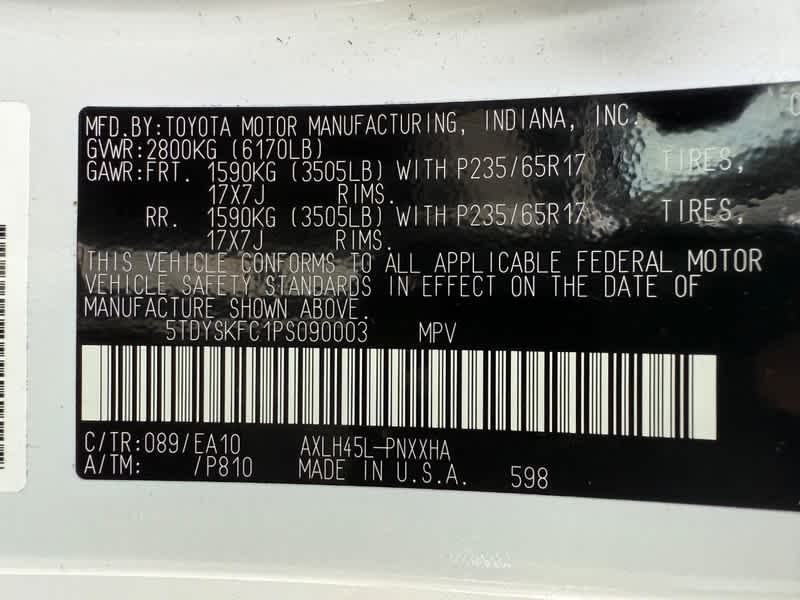 MFD.BY:TOYOTA MOTOR MANUFACTURING, INDIANA, INC.
GVWR:2800KG (6170LB)
GAWR:FRT. 1590KG (3505LB) WITH P235/65R17 TIRES,
17X7J RIMS.
RR. 1590KG (3505LB) WITH P235/65R17 TIRES,
17X7J RIMS.
THIS VEHICLE CONFORMS TO ALL APPLICABLE FEDERAL MOTOR
VEHICLE SAFETY STANDARDS IN EFFECT ON THE DATE OF
MANUFACTURE SHOWN ABOVE.
5TDYSKFC1PS090003 MPV
C/TR:089/EA10 AXLH45L-PNXXHA
A/TM: /P810 MADE IN U.S.A. 598